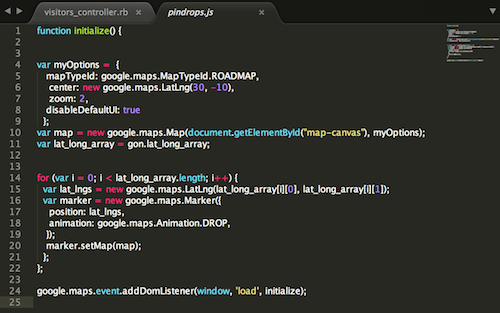 visitors_controller.rb × pindrops.js ×
1 function initialize() {
2
3
4 var myOptions = {
5 mapTypeId: google.maps.MapTypeId.ROADMAP,
6 center: new google.maps.LatLng(30, -10),
7 zoom: 2,
8 disableDefaultUI: true
9 };
10 var map = new google.maps.Map(document.getElementById("map-canvas"), myOptions);
11 var lat_long_array = gon.lat_long_array;
12
13
14 for (var i = 0; i < lat_long_array.length; i++) {
15 var lat_lngs = new google.maps.LatLng(lat_long_array[i][0], lat_long_array[i][1]);
16 var marker = new google.maps.Marker({
17 position: lat_lngs,
18 animation: google.maps.Animation.DROP,
19 });
20 marker.setMap(map);
21 };
22 };
23
24 google.maps.event.addDomListener(window, 'load', initialize);
25